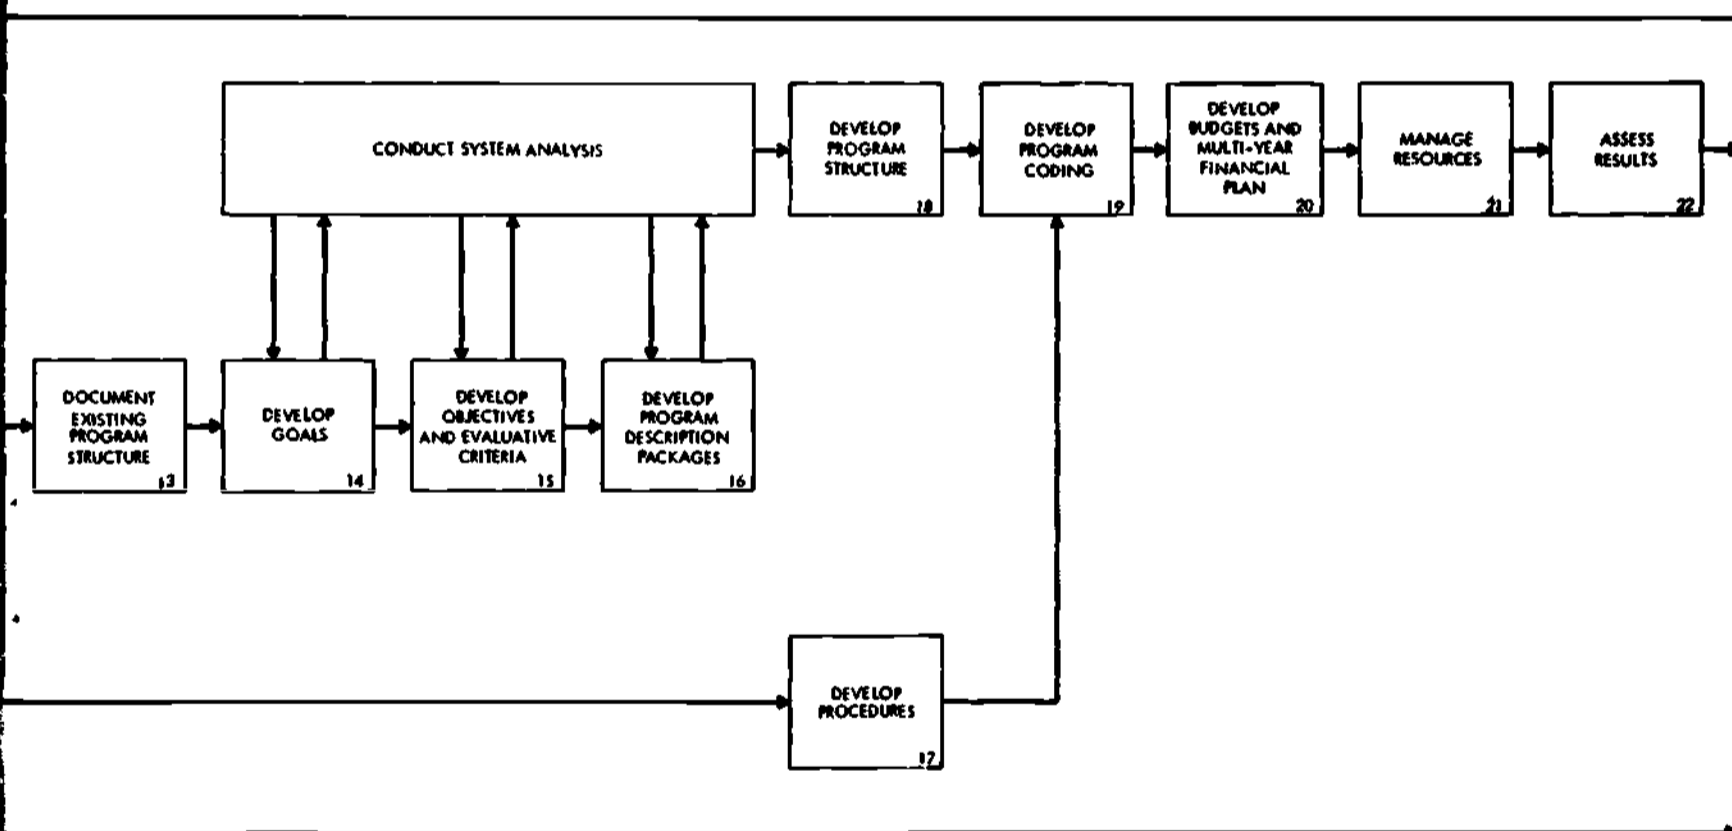 CONDUCT SYSTEM ANALYSIS
DEVELOP
PROGRAM
STRUCTURE
18
DEVELOP
PROGRAM
CODING
19
DEVELOP
BUDGETS AND
MULTI-YEAR
FINANCIAL
PLAN
20
MANAGE
RESOURCES
21
ASSESS
RESULTS
22
DOCUMENT
EXISTING
PROGRAM
STRUCTURE
13
DEVELOP
GOALS
14
DEVELOP
OBJECTIVES
AND EVALUATIVE
CRITERIA
15
DEVELOP
PROGRAM
DESCRIPTION
PACKAGES
16
DEVELOP
PROCEDURES
17